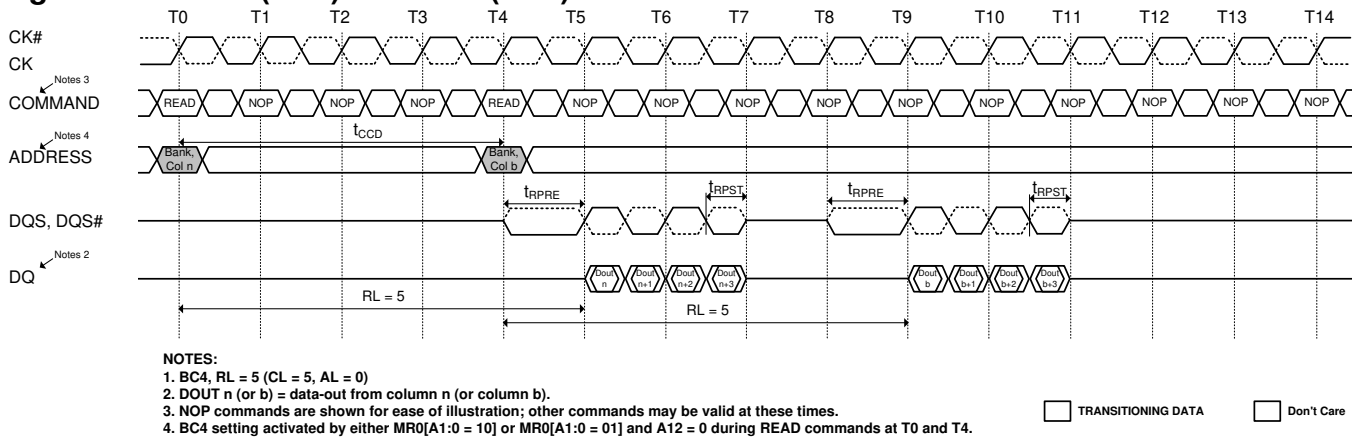 T0 T1 T2 T3 T4 T5 T6 T7 T8 T9 T10 T11 T12 T13 T14
CK#
CK
Notes 3
COMMAND READ NOP NOP NOP READ NOP NOP NOP NOP NOP NOP NOP NOP NOP NOP
tCCD
Notes 4
ADDRESS Bank, Col n Bank, Col b
tRPRE tRPST tRPRE tRPST
DQS, DQS#
Notes 2
DQ Dout n Dout n+1 Dout n+2 Dout n+3 Dout b Dout b+1 Dout b+2 Dout b+3
RL = 5
RL = 5
NOTES:
1. BC4, RL = 5 (CL = 5, AL = 0)
2. DOUT n (or b) = data-out from column n (or column b).
3. NOP commands are shown for ease of illustration; other commands may be valid at these times.
4. BC4 setting activated by either MR0[A1:0 = 10] or MR0[A1:0 = 01] and A12 = 0 during READ commands at T0 and T4.
TRANSITIONING DATA Don't Care